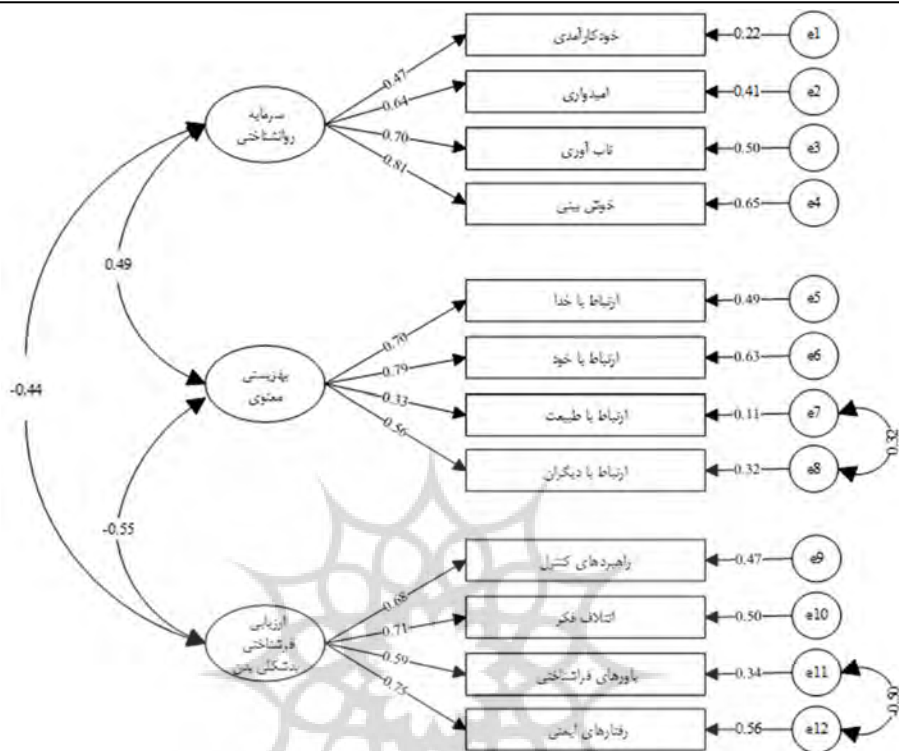 خودکارآمدی
0.22
e1
0.47
امیدواری
0.41
e2
0.64
سرمایه
روانشناختی
تاب آوری
0.50
e3
0.70
خوش بینی
0.65
e4
0.81
0.49
-0.44
ارتباط با خدا
0.49
e5
0.70
ارتباط با خود
0.63
e6
0.79
بهزیستی
معنوی
ارتباط با طبیعت
0.11
e7
0.33
0.32
ارتباط با دیگران
0.32
e8
0.56
-0.55
راهبردهای کنترل
0.47
e9
0.68
ائتلاف فکر
0.50
e10
0.71
ارزیابی
فرشناختی
بدشکلی بدن
باورهای فراشناختی
0.34
e11
0.59
-0.50
رفتارهای ایمنی
0.56
e12
0.75